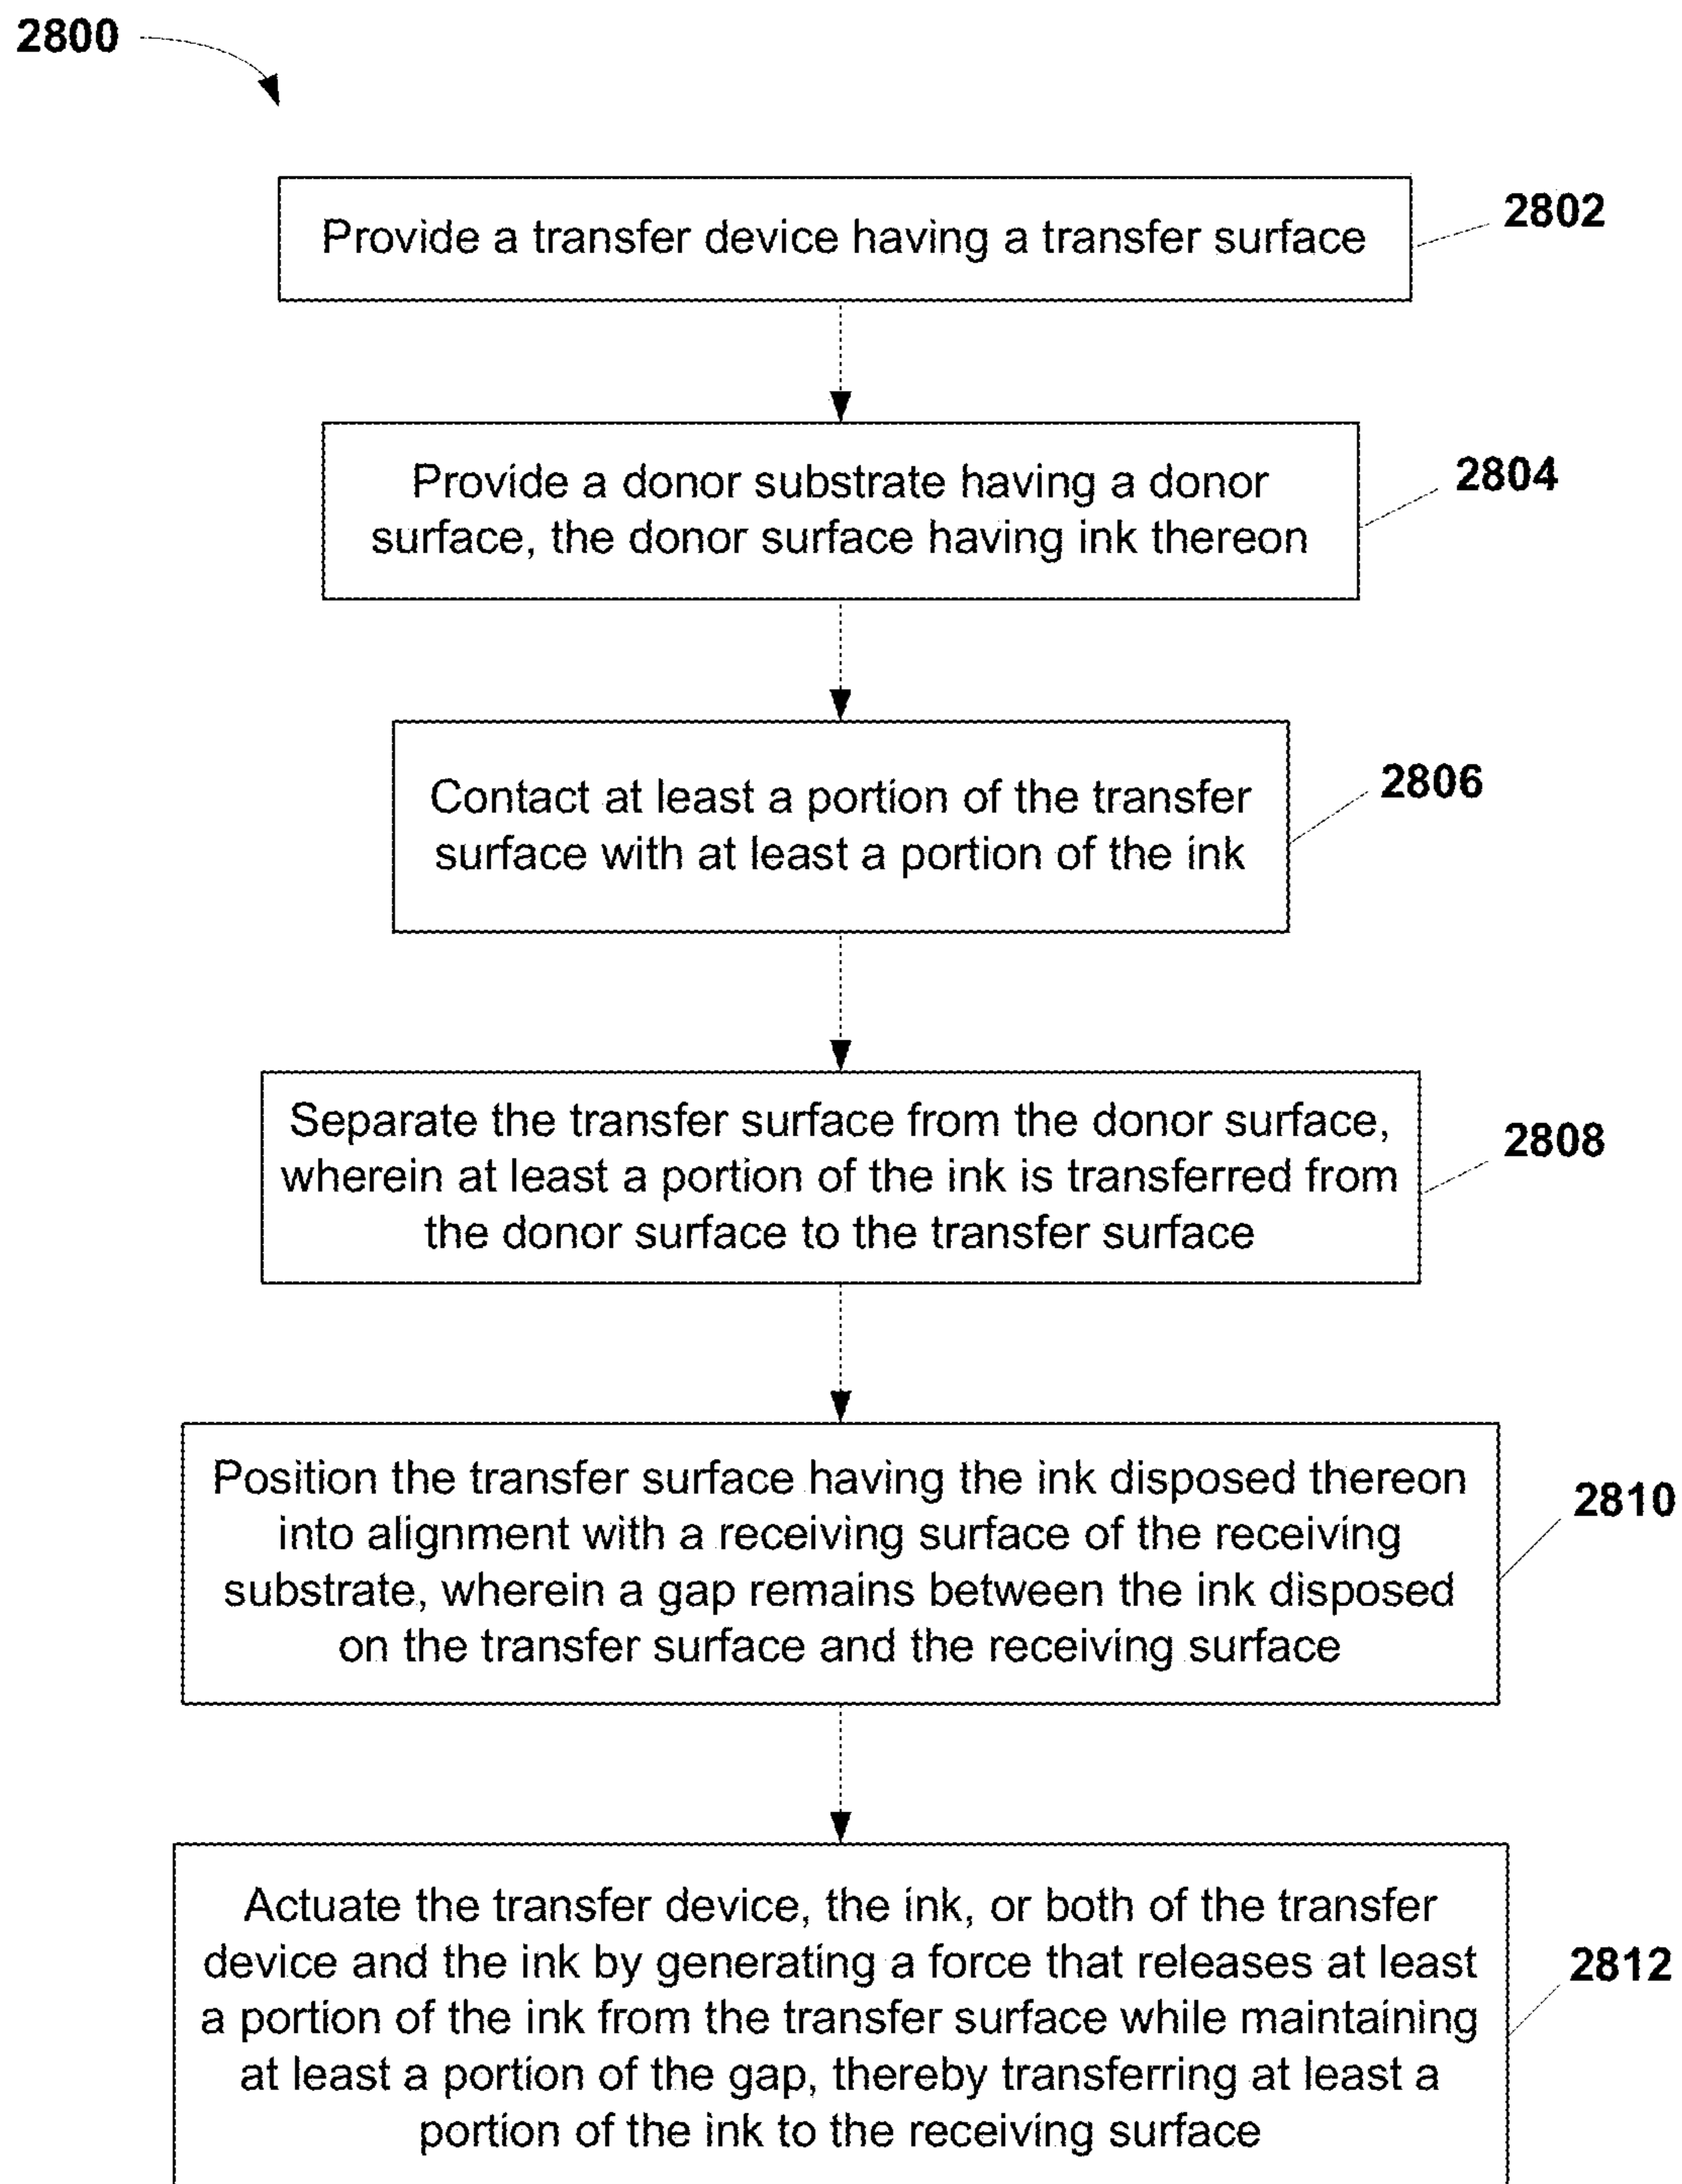 2800
Provide a transfer device having a transfer surface
2802
Provide a donor substrate having a donor
surface, the donor surface having ink thereon
2804
Contact at least a portion of the transfer
surface with at least a portion of the ink
2806
Separate the transfer surface from the donor surface,
wherein at least a portion of the ink is transferred from
the donor surface to the transfer surface
2808
Position the transfer surface having the ink disposed thereon
into alignment with a receiving surface of the receiving
substrate, wherein a gap remains between the ink disposed
on the transfer surface and the receiving surface
2810
Actuate the transfer device, the ink, or both of the transfer
device and the ink by generating a force that releases at least
a portion of the ink from the transfer surface while maintaining
at least a portion of the gap, thereby transferring at least a
portion of the ink to the receiving surface
2812